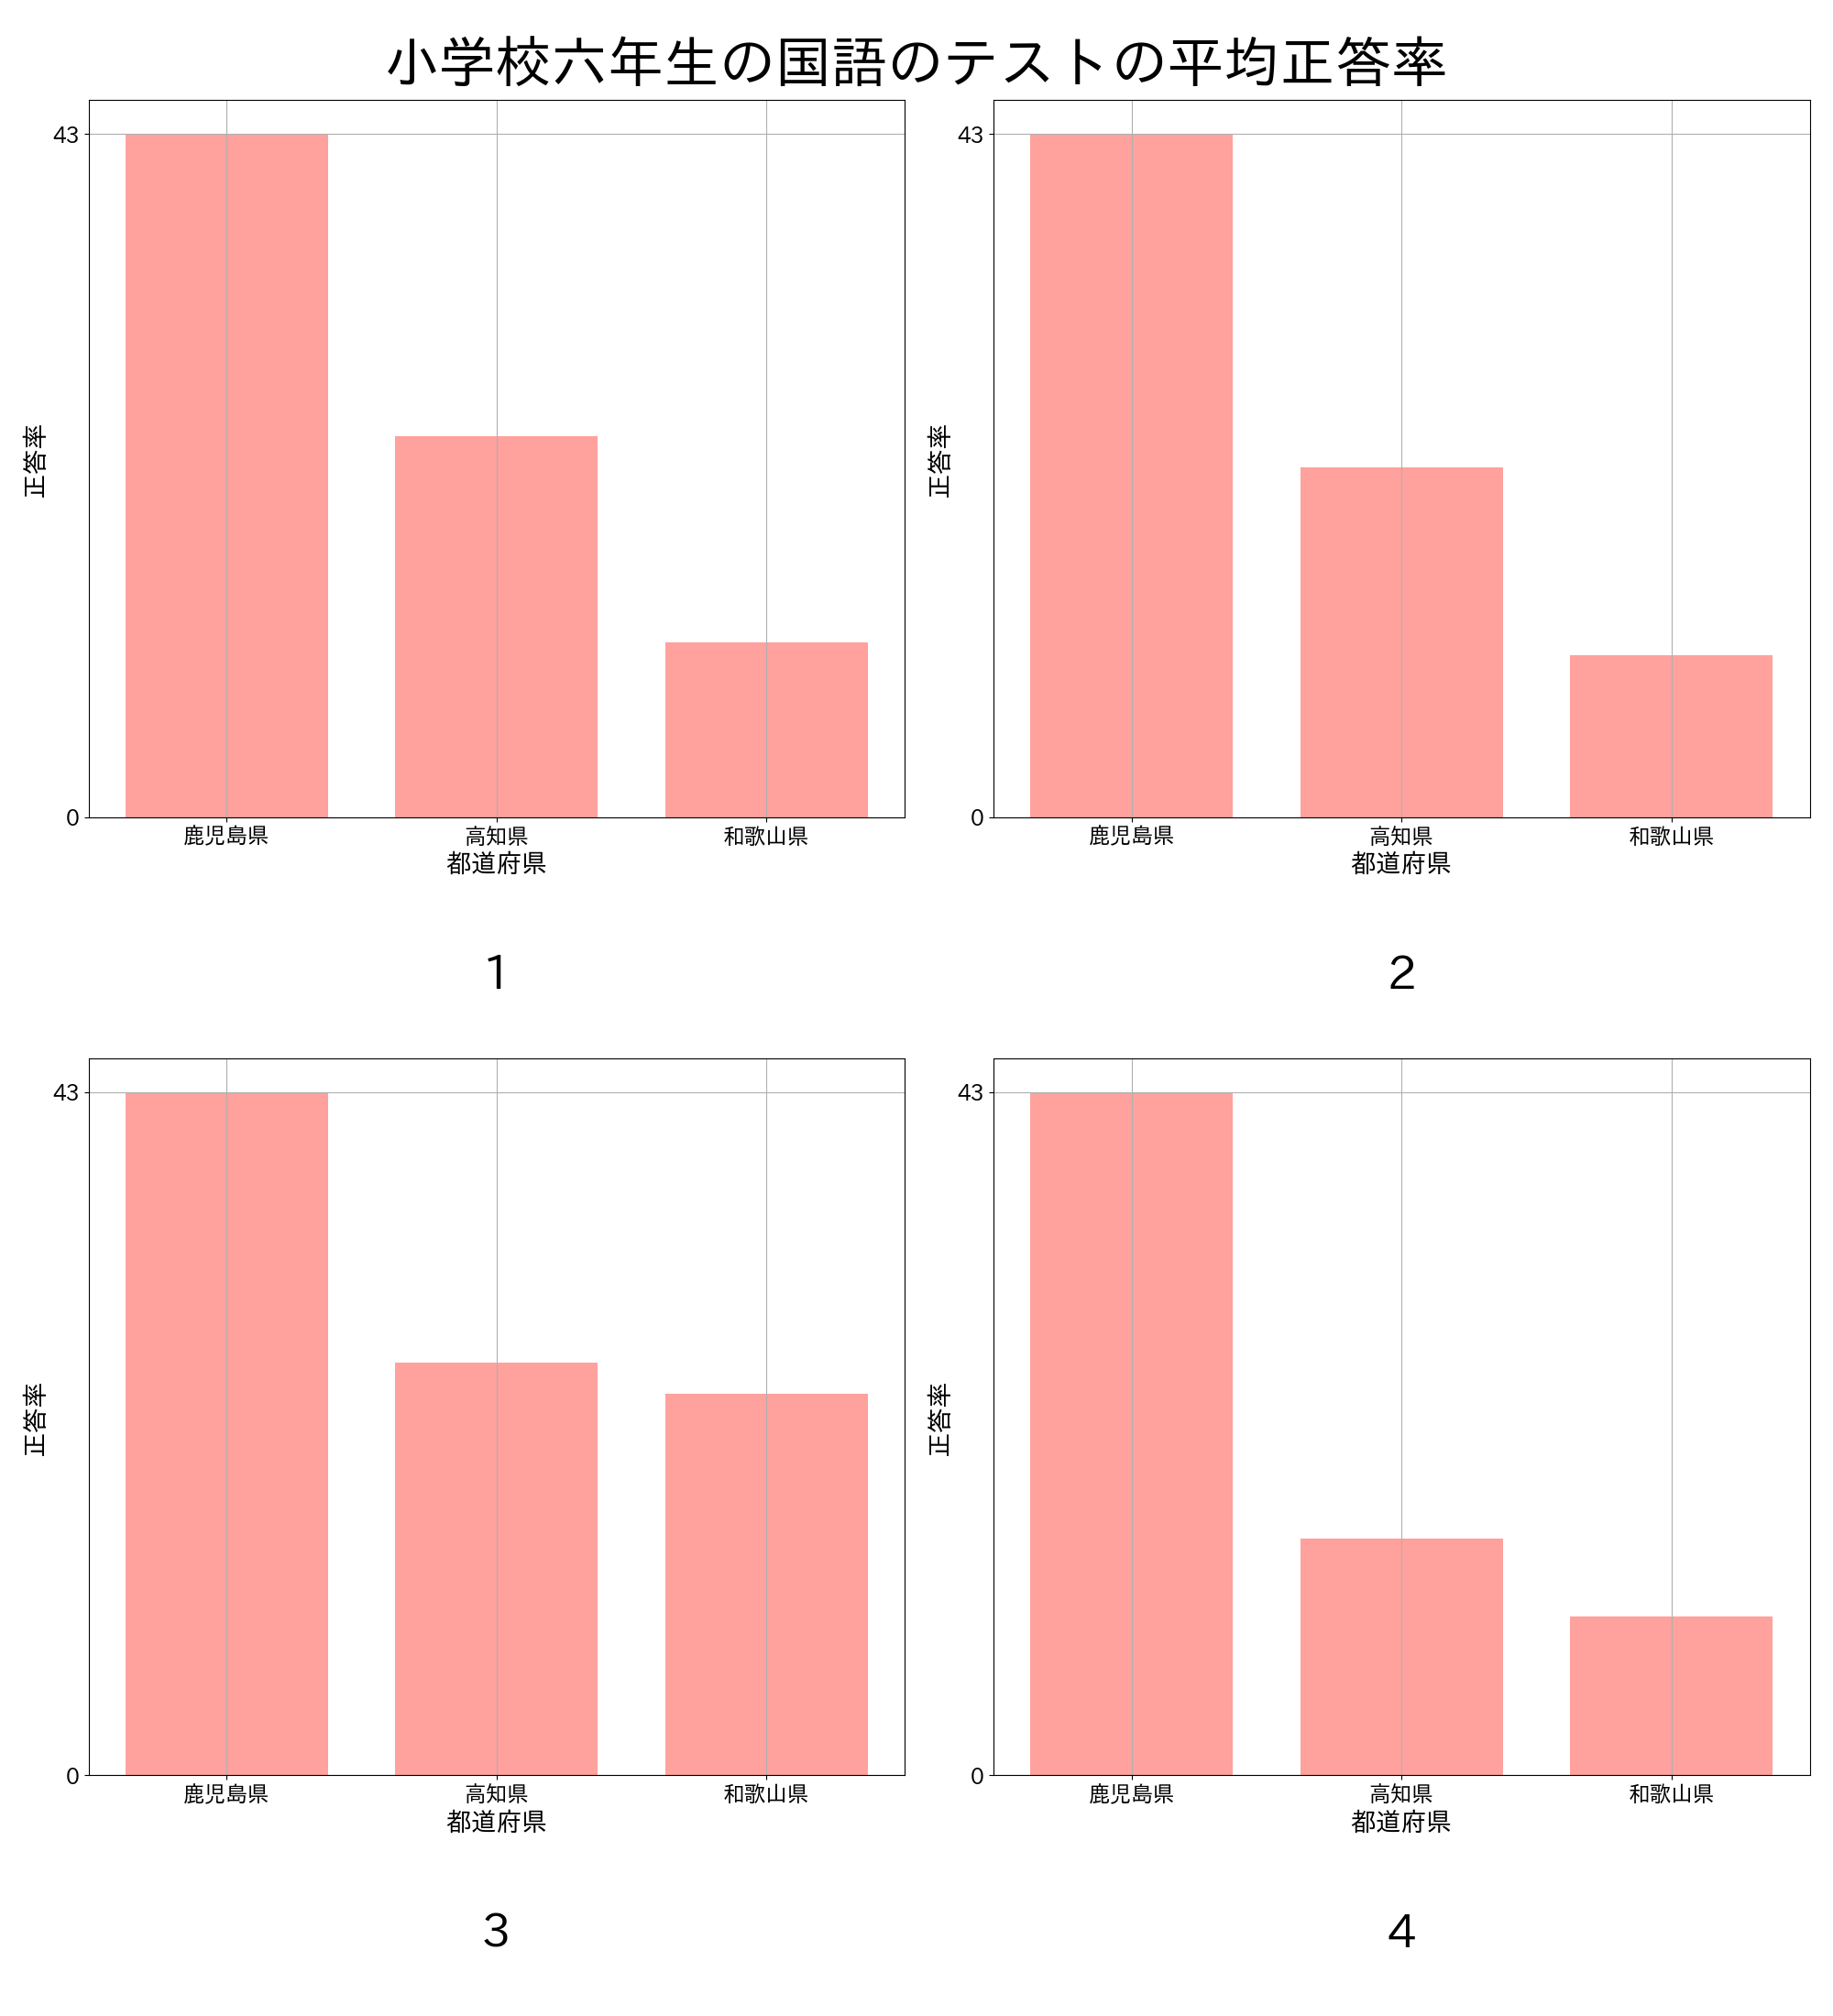 小学校六年生の国語のテストの平均正答率
43
正答率
0
鹿児島県 高知県 和歌山県
都道府県
1
43
正答率
0
鹿児島県 高知県 和歌山県
都道府県
2
43
正答率
0
鹿児島県 高知県 和歌山県
都道府県
3
43
正答率
0
鹿児島県 高知県 和歌山県
都道府県
4